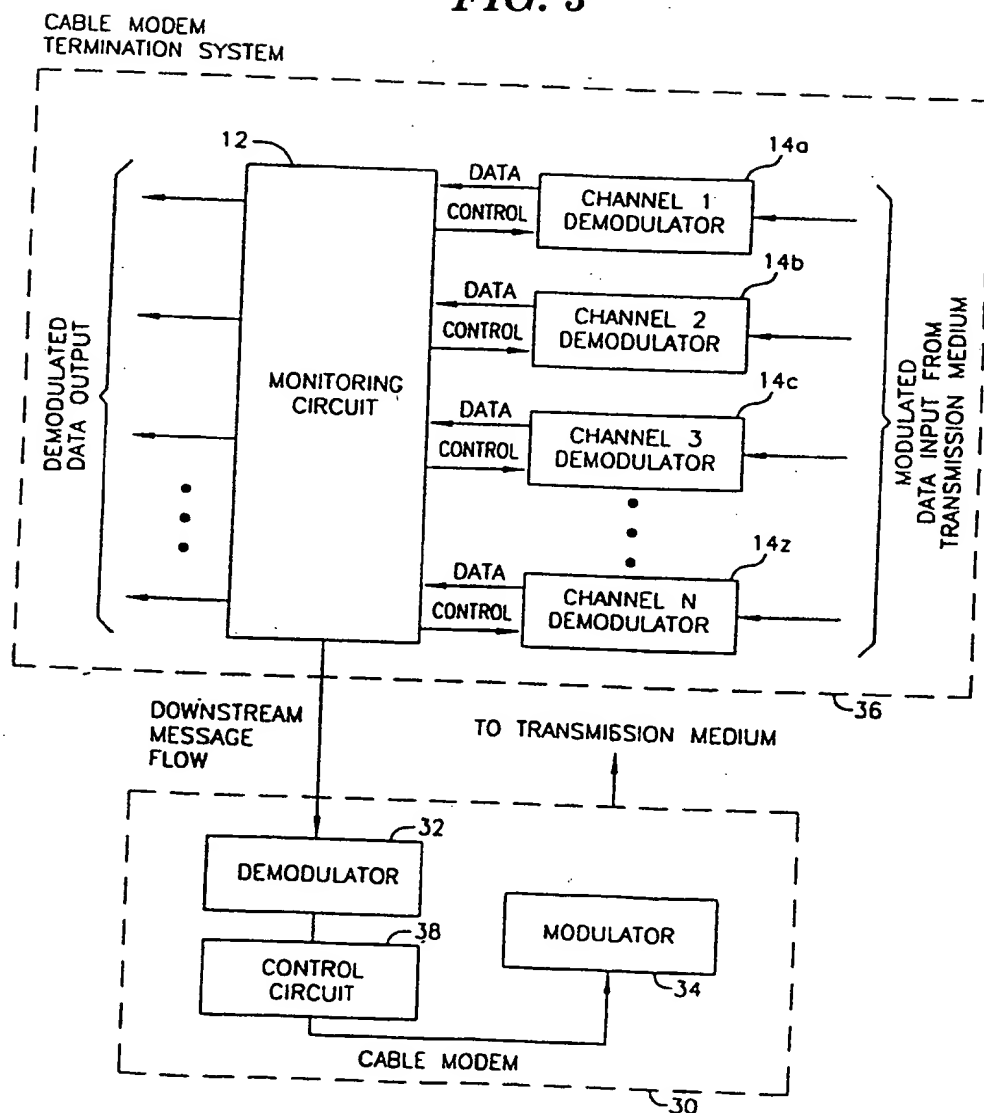 FIG. 3
CABLE MODEM
TERMINATION SYSTEM
12
14a
DATA
CONTROL
CHANNEL 1
DEMODULATOR
14b
DATA
CONTROL
CHANNEL 2
DEMODULATOR
14c
DATA
CONTROL
CHANNEL 3
DEMODULATOR
14z
DATA
CONTROL
CHANNEL N
DEMODULATOR
MONITORING
CIRCUIT
DEMODULATED
DATA OUTPUT
MODULATED
DATA INPUT FROM
TRANSMISSION MEDIUM
36
DOWNSTREAM
MESSAGE
FLOW
TO TRANSMISSION MEDIUM
32
DEMODULATOR
38
CONTROL
CIRCUIT
MODULATOR
34
CABLE MODEM
30